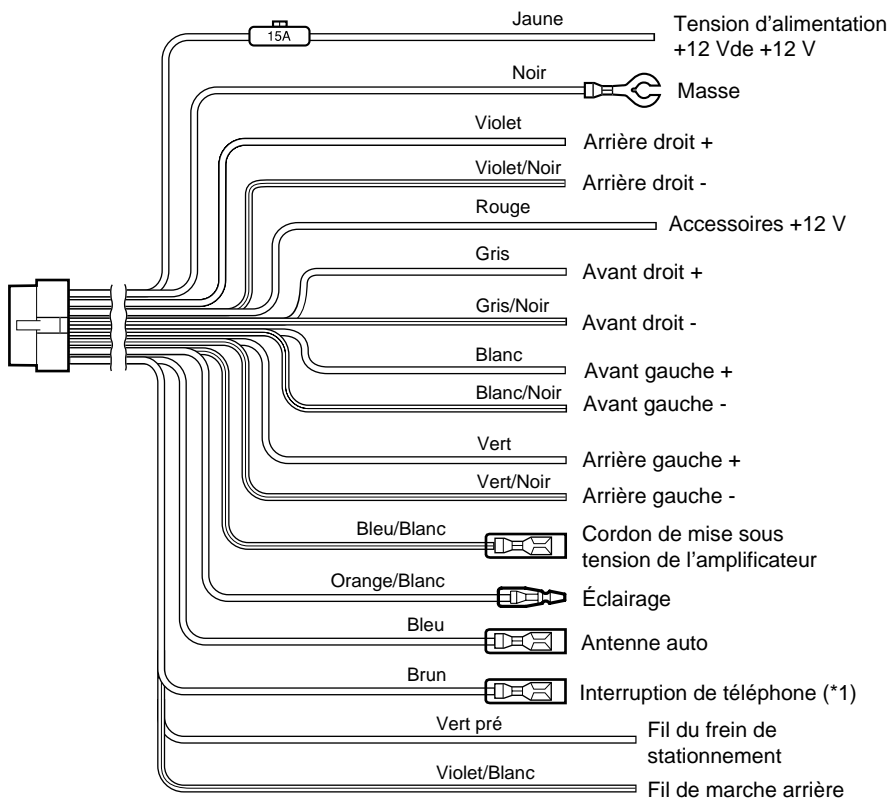 Jaune
Tension d’alimentation
+12 Vde +12 V
15A
Noir
Masse
Violet
Arrière droit +
Violet/Noir
Arrière droit -
Rouge
Accessoires +12 V
Gris
Avant droit +
Gris/Noir
Avant droit -
Blanc
Avant gauche +
Blanc/Noir
Avant gauche -
Vert
Arrière gauche +
Vert/Noir
Arrière gauche -
Bleu/Blanc
Cordon de mise sous
tension de l’amplificateur
Orange/Blanc
Éclairage
Bleu
Antenne auto
Brun
Interruption de téléphone (*1)
Vert pré
Fil du frein de
stationnement
Violet/Blanc
Fil de marche arrière